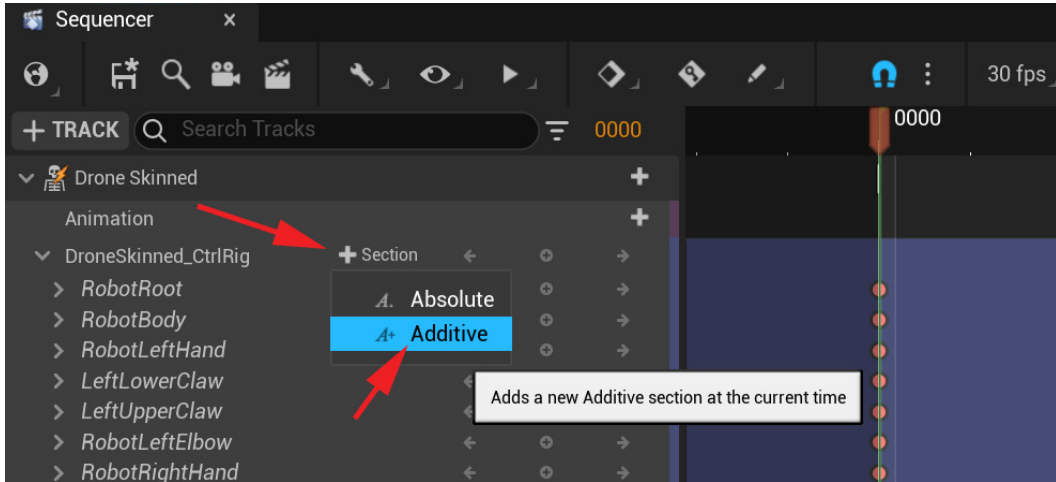 Sequencer ×
30 fps
+ TRACK Search Tracks 0000 0000
Drone Skinned
Animation
DroneSkinned_CtrlRig + Section
RobotRoot
A. Absolute
RobotBody
A+ Additive
RobotLeftHand
LeftLowerClaw
Adds a new Additive section at the current time
LeftUpperClaw
RobotLeftElbow
RobotRightHand